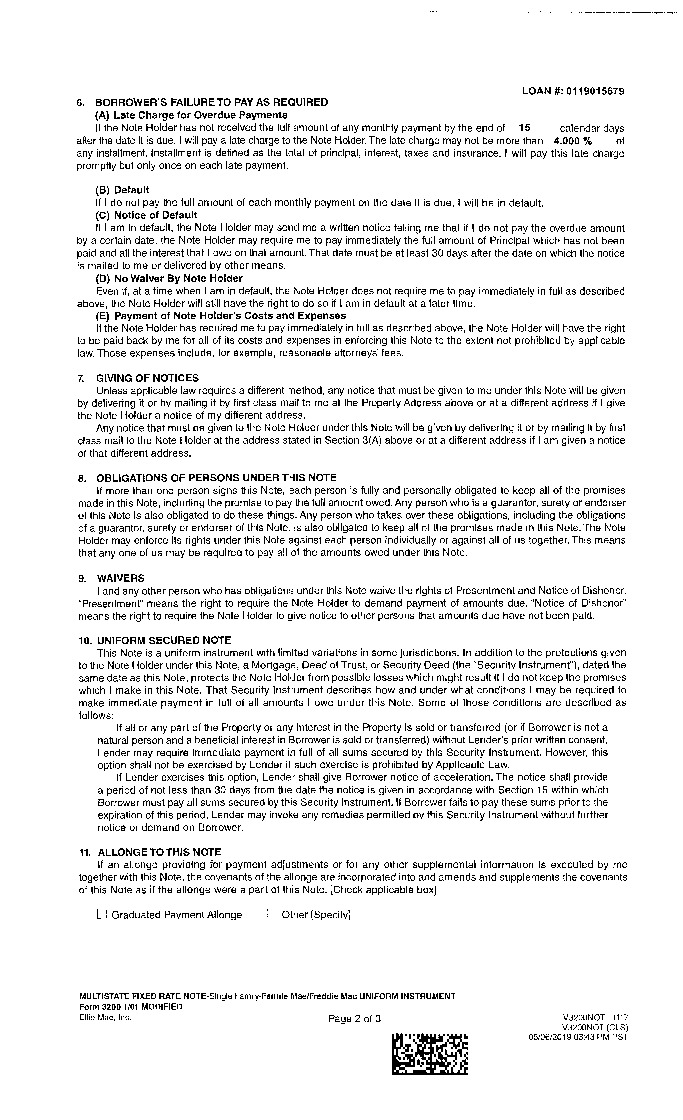 LOAN #: 0119015679
6. BORROWER'S FAILURE TO PAY AS REQUIRED
(A) Late Charge for Overdue Payments
If the Note Holder has not received the full amount of any monthly payment by the end of 15 calendar days
after the date it is due, I will pay a late charge to the Note Holder. The late charge may not be more than 4.000 % of
any installment. Installment is defined as the total of principal, interest, taxes and insurance. I will pay this late charge
promptly but only once on each late payment.
(B) Default
If I do not pay the full amount of each monthly payment on the date it is due, I will be in default.
(C) Notice of Default
If I am in default, the Note Holder may send me a written notice telling me that if I do not pay the overdue amount
by a certain date, the Note Holder may require me to pay immediately the full amount of Principal which has not been
paid and all the interest that I owe on that amount. That date must be at least 30 days after the date on which the notice
is mailed to me or delivered by other means.
(D) No Waiver By Note Holder
Even if, at a time when I am in default, the Note Holder does not require me to pay immediately in full as described
above, the Note Holder will still have the right to do so if I am in default at a later time.
(E) Payment of Note Holder's Costs and Expenses
If the Note Holder has required me to pay immediately in full as described above, the Note Holder will have the right
to be paid back by me for all of its costs and expenses in enforcing this Note to the extent not prohibited by applicable
law. Those expenses include, for example, reasonable attorneys' fees.
7. GIVING OF NOTICES
Unless applicable law requires a different method, any notice that must be given to me under this Note will be given
by delivering it or by mailing it by first class mail to me at the Property Address above or at a different address if I give
the Note Holder a notice of my different address.
Any notice that must be given to the Note Holder under this Note will be given by delivering it or by mailing it by first
class mail to the Note Holder at the address stated in Section 3(A) above or at a different address if I am given a notice
of that different address.
8. OBLIGATIONS OF PERSONS UNDER THIS NOTE
If more than one person signs this Note, each person is fully and personally obligated to keep all of the promises
made in this Note, including the promise to pay the full amount owed. Any person who is a guarantor, surety or endorser
of this Note is also obligated to do these things. Any person who takes over these obligations, including the obligations
of a guarantor, surety or endorser of this Note, is also obligated to keep all of the promises made in this Note. The Note
Holder may enforce its rights under this Note against each person individually or against all of us together. This means
that any one of us may be required to pay all of the amounts owed under this Note.
9. WAIVERS
I and any other person who has obligations under this Note waive the rights of Presentment and Notice of Dishonor.
"Presentment" means the right to require the Note Holder to demand payment of amounts due. "Notice of Dishonor"
means the right to require the Note Holder to give notice to other persons that amounts due have not been paid.
10. UNIFORM SECURED NOTE
This Note is a uniform instrument with limited variations in some jurisdictions. In addition to the protections given
to the Note Holder under this Note, a Mortgage, Deed of Trust, or Security Deed (the "Security Instrument"), dated the
same date as this Note, protects the Note Holder from possible losses which might result if I do not keep the promises
which I make in this Note. That Security Instrument describes how and under what conditions I may be required to
make immediate payment in full of all amounts I owe under this Note. Some of those conditions are described as
follows:
If all or any part of the Property or any Interest in the Property is sold or transferred (or if Borrower is not a
natural person and a beneficial interest in Borrower is sold or transferred) without Lender's prior written consent,
Lender may require immediate payment in full of all sums secured by this Security Instrument. However, this
option shall not be exercised by Lender if such exercise is prohibited by Applicable Law.
If Lender exercises this option, Lender shall give Borrower notice of acceleration. The notice shall provide
a period of not less than 30 days from the date the notice is given in accordance with Section 15 within which
Borrower must pay all sums secured by this Security Instrument. If Borrower fails to pay these sums prior to the
expiration of this period, Lender may invoke any remedies permitted by this Security Instrument without further
notice or demand on Borrower.
11. ALLONGE TO THIS NOTE
If an allonge providing for payment adjustments or for any other supplemental information is executed by me
together with this Note, the covenants of the allonge are incorporated into and amends and supplements the covenants
of this Note as if the allonge were a part of this Note. [Check applicable box]
Graduated Payment Allonge Other [Specify]
MULTISTATE FIXED RATE NOTE-Single Family-Fannie Mae/Freddie Mac UNIFORM INSTRUMENT
Form 3200 1/01 MODIFIED
Ellie Mae, Inc.
Page 2 of 3
V3200NOT 1117
V3200NOT (CLS)
05/06/2019 03:43 PM PST